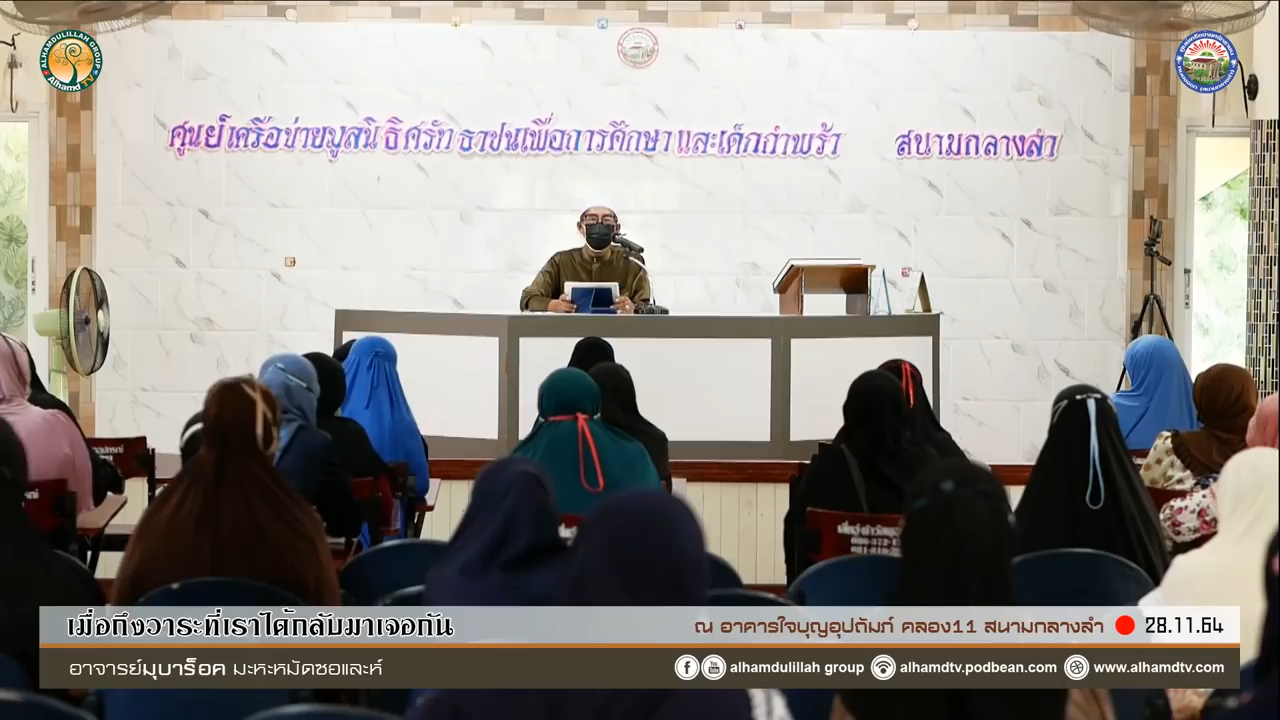 ALHAMDULILLAH GROUP
Alhamd TV
ศูนย์เครือข่ายมูลนิธิศรัทธาชนเพื่อการศึกษาและเด็กกำพร้า สนามกลางลำ
เมื่อถึงวาระที่เราได้กลับมาเจอกัน
ณ อาคารใจบุญอุปถัมภ์ คลอง11 สนามกลางลำ 28.11.64
อาจารย์มุบาร็อค มะหะหมัดซอและห์
alhamdulillah group alhamdtv.podbean.com www.alhamdtv.com